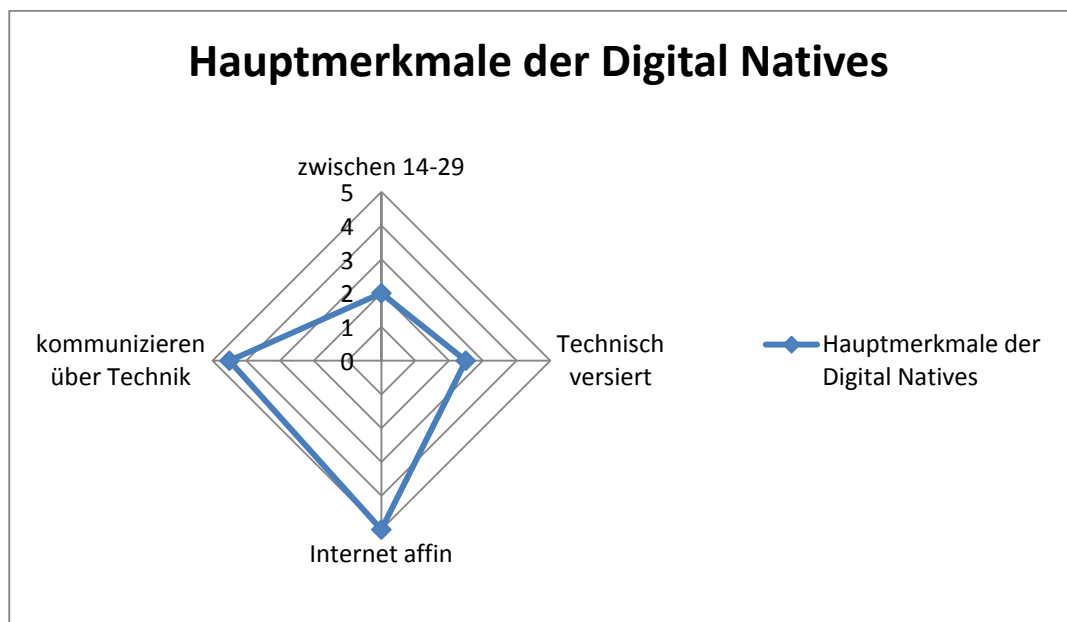 Hauptmerkmale der Digital Natives
zwischen 14-29
5
4
3
2
1
0
Technisch
versiert
Internet affin
kommunizieren
über Technik
Hauptmerkmale der
Digital Natives